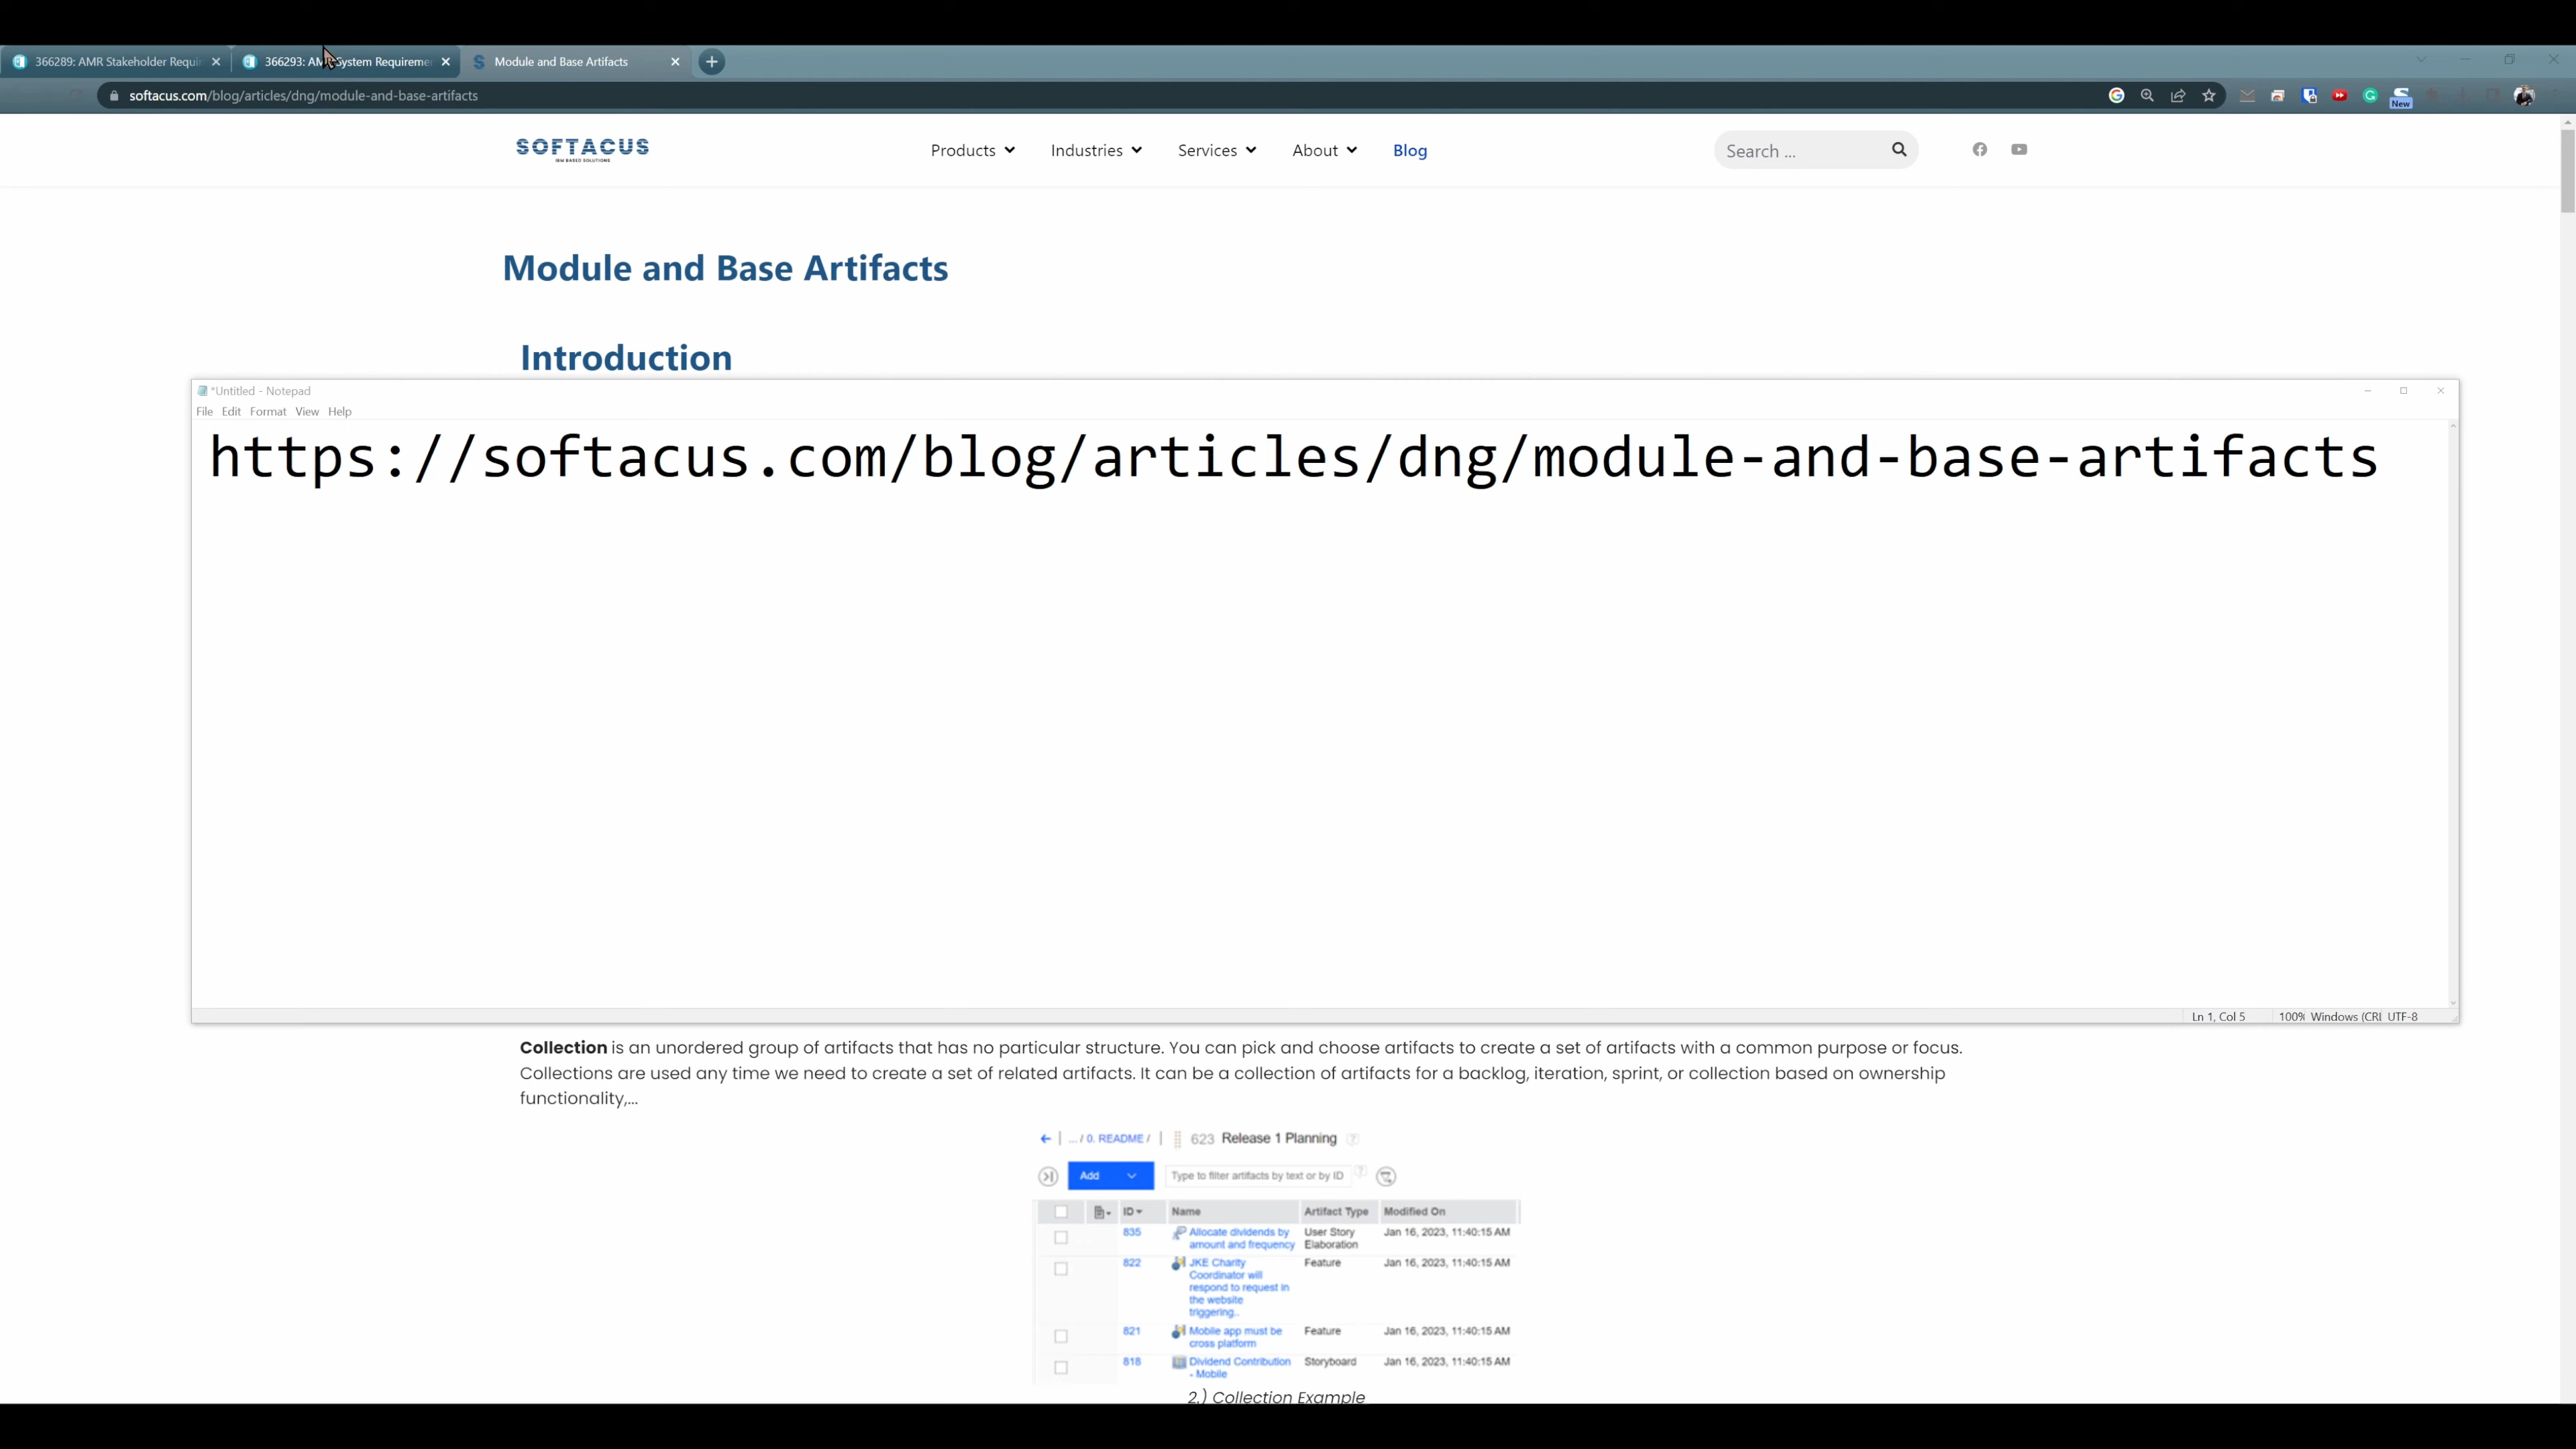 366289: AMR Stakeholder Requir
366293: AMR System Requireme
Module and Base Artifacts
softacus.com/blog/articles/dng/module-and-base-artifacts
New
SOFTACUS
IBM BASED SOLUTIONS
Products
Industries
Services
About
Blog
Search ...
Module and Base Artifacts
Introduction
*Untitled - Notepad
File Edit Format View Help
https://softacus.com/blog/articles/dng/module-and-base-artifacts
Ln 1, Col 5 100% Windows (CRL UTF-8
Collection is an unordered group of artifacts that has no particular structure. You can pick and choose artifacts to create a set of artifacts with a common purpose or focus.
Collections are used any time we need to create a set of related artifacts. It can be a collection of artifacts for a backlog, iteration, sprint, or collection based on ownership
functionality,...
... / 0. README / 623 Release 1 Planning
Add
Type to filter artifacts by text or by ID
ID Name Artifact Type Modified On
835 Allocate dividends by amount and frequency User Story Elaboration Jan 16, 2023, 11:40:15 AM
822 JKE Charity Coordinator will respond to request in the website triggering.. Feature Jan 16, 2023, 11:40:15 AM
821 Mobile app must be cross platform Feature Jan 16, 2023, 11:40:15 AM
818 Dividend Contribution - Mobile Storyboard Jan 16, 2023, 11:40:15 AM
2.) Collection Example